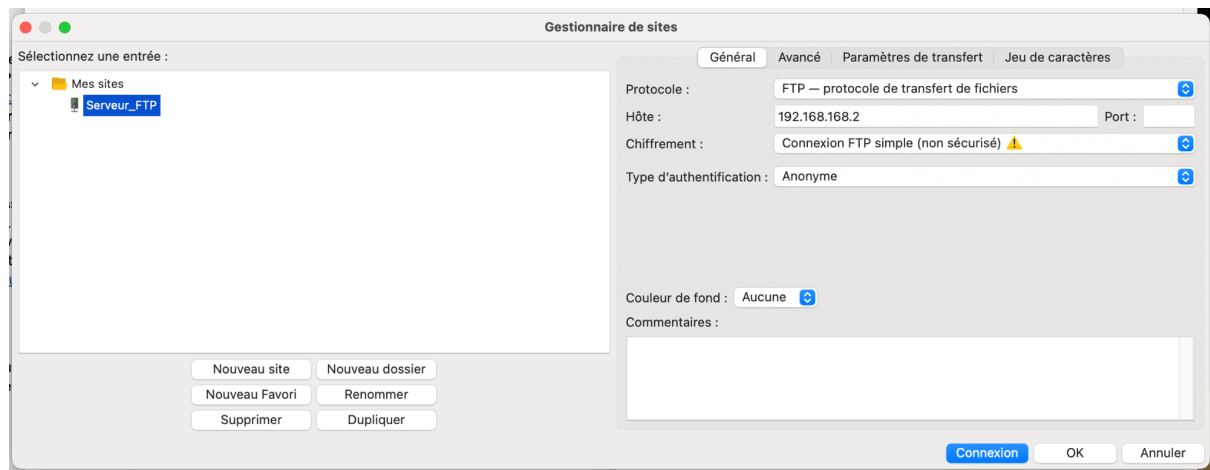 Gestionnaire de sites
Sélectionnez une entrée :
Mes sites
Serveur_FTP
Nouveau site Nouveau dossier
Nouveau Favori Renommer
Supprimer Dupliquer
Général Avancé Paramètres de transfert Jeu de caractères
Protocole : FTP — protocole de transfert de fichiers
Hôte : 192.168.168.2 Port :
Chiffrement : Connexion FTP simple (non sécurisé)
Type d'authentification : Anonyme
Couleur de fond : Aucune
Commentaires :
Connexion OK Annuler